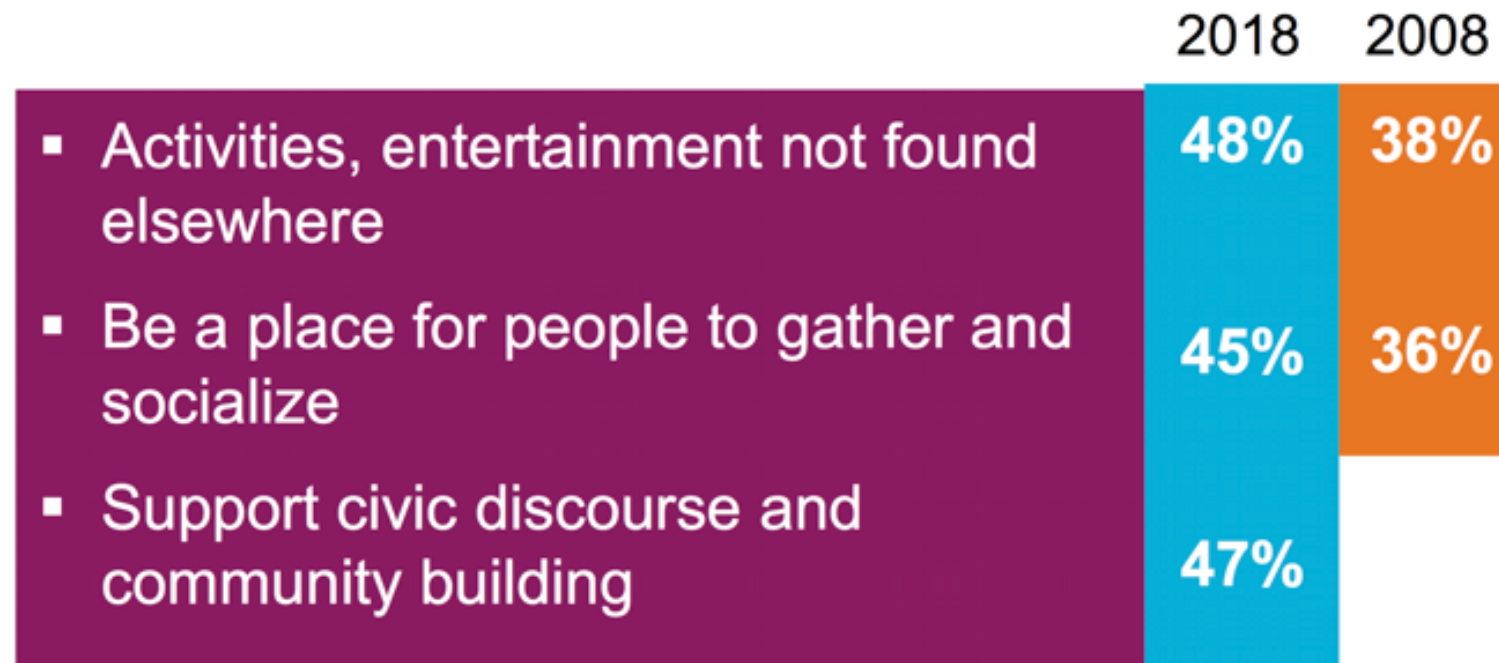 2018 2008
▪ Activities, entertainment not found 48% 38%
elsewhere
▪ Be a place for people to gather and 45% 36%
socialize
▪ Support civic discourse and
community building 47%